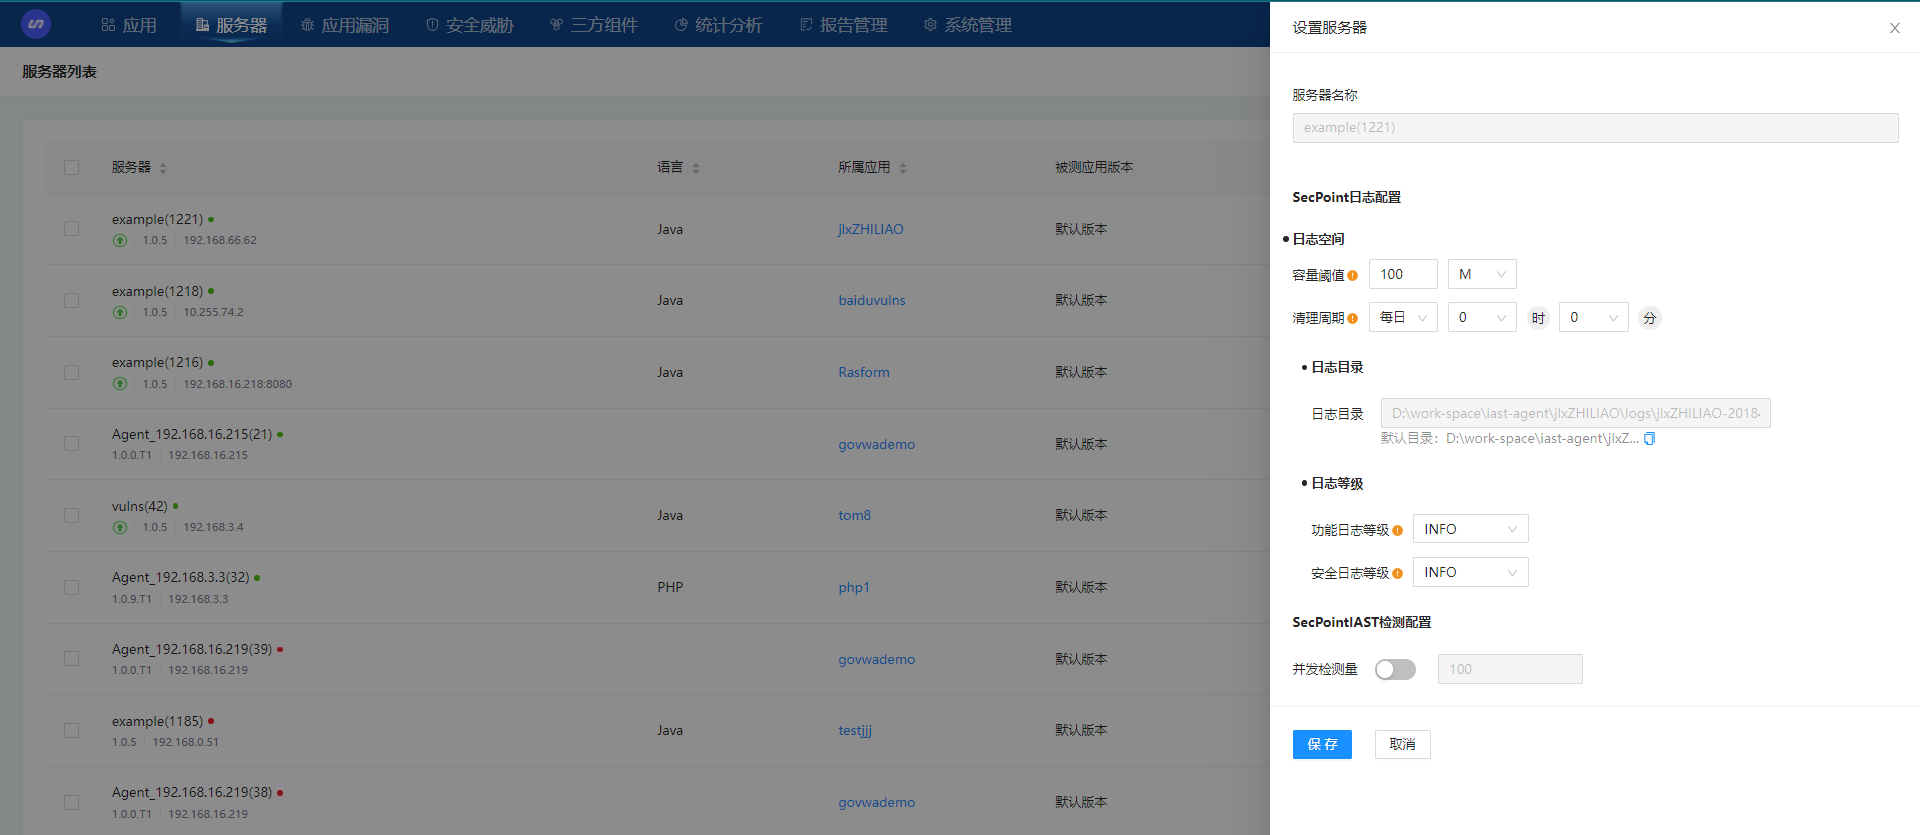 应用 服务器 应用漏洞 安全威胁 三方组件 统计分析 报告管理 系统管理
服务器列表
服务器 语言 所属应用 被测应用版本
example(1221) Java jlxZHILIAO 默认版本
1.0.5 192.168.66.62
example(1218) Java baiduvulns 默认版本
1.0.5 10.255.74.2
example(1216) Java Rasform 默认版本
1.0.5 192.168.16.218:8080
Agent_192.168.16.215(21) govwademo 默认版本
1.0.0.T1 192.168.16.215
vulns(42) Java tom8 默认版本
1.0.5 192.168.3.4
Agent_192.168.3.3(32) PHP php1 默认版本
1.0.9.T1 192.168.3.3
Agent_192.168.16.219(39) govwademo 默认版本
1.0.0.T1 192.168.16.219
example(1185) Java testjjj 默认版本
1.0.5 192.168.0.51
Agent_192.168.16.219(38) govwademo 默认版本
1.0.0.T1 192.168.16.219
设置服务器
服务器名称
example(1221)
SecPoint日志配置
日志空间
容量阈值 100 M
清理周期 每日 0 时 0 分
日志目录
日志目录 D:\work-space\iast-agent\jlxZHILIAO\logs\jlxZHILIAO-2018
默认目录：D:\work-space\iast-agent\jlxZ...
日志等级
功能日志等级 INFO
安全日志等级 INFO
SecPointIAST检测配置
并发检测量 100
保 存 取消